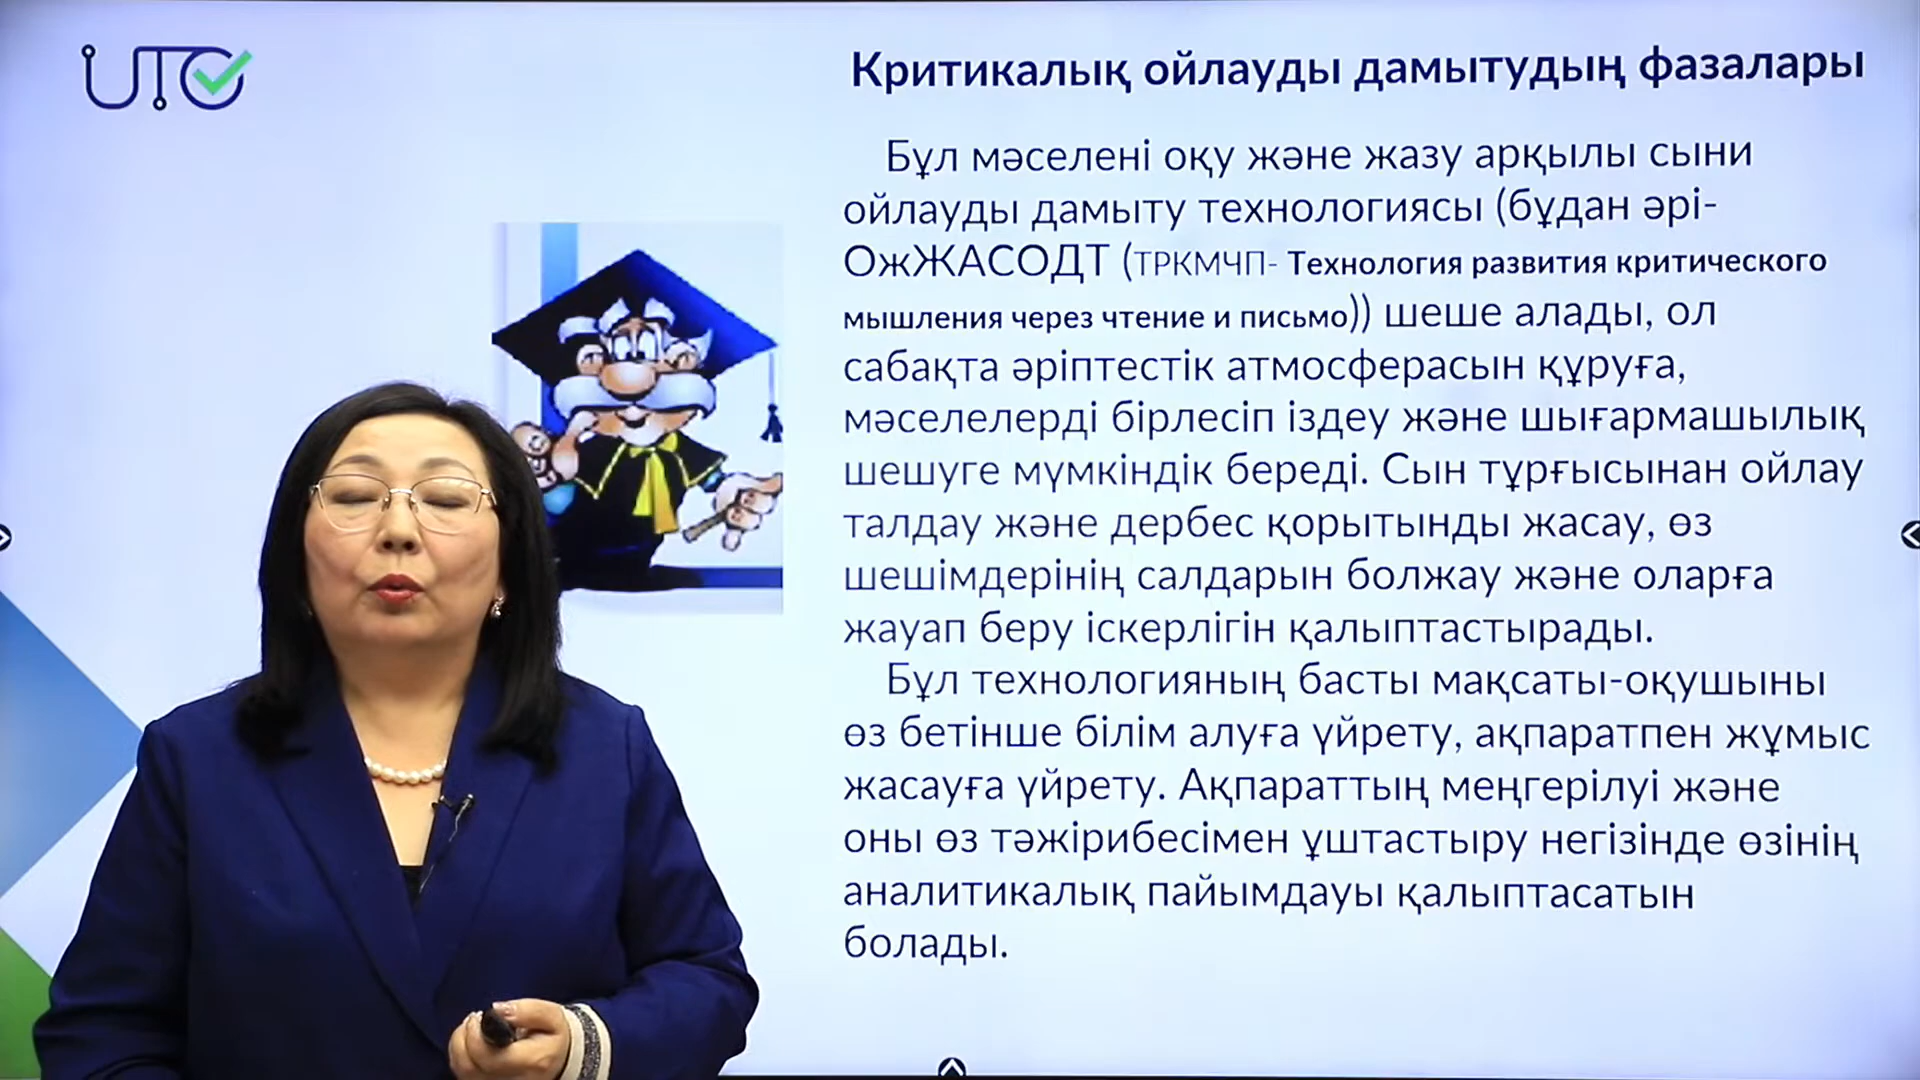 UTO
Критикалық ойлауды дамытудың фазалары
Бұл мәселені оқу және жазу арқылы сыни
ойлауды дамыту технологиясы (бұдан әрі-
ОжЖАСОДТ (ТРКМЧП- Технология развития критического
мышления через чтение и письмо)) шеше алады, ол
сабақта әріптестік атмосферасын құруға,
мәселелерді бірлесіп іздеу және шығармашылық
шешуге мүмкіндік береді. Сын тұрғысынан ойлау
талдау және дербес қорытынды жасау, өз
шешімдерінің салдарын болжау және оларға
жауап беру іскерлігін қалыптастырады.
Бұл технологияның басты мақсаты-оқушыны
өз бетінше білім алуға үйрету, ақпаратпен жұмыс
жасауға үйрету. Ақпараттың меңгерілуі және
оны өз тәжірибесімен ұштастыру негізінде өзінің
аналитикалық пайымдауы қалыптасатын
болады.